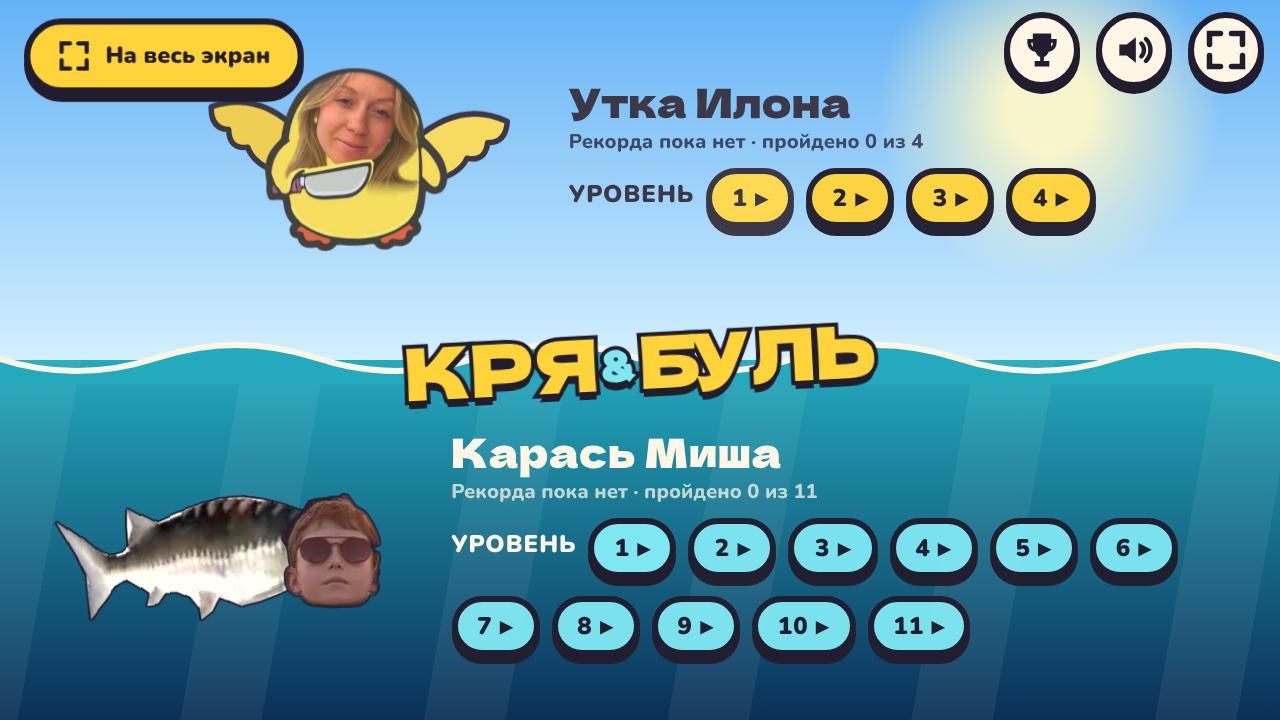 На весь экран
Утка Илона
Рекорда пока нет · пройдено 0 из 4
УРОВЕНЬ 1 ► 2 ► 3 ► 4 ►
КРЯ&БУЛЬ
Карась Миша
Рекорда пока нет · пройдено 0 из 11
УРОВЕНЬ 1 ► 2 ► 3 ► 4 ► 5 ► 6 ►
7 ► 8 ► 9 ► 10 ► 11 ►